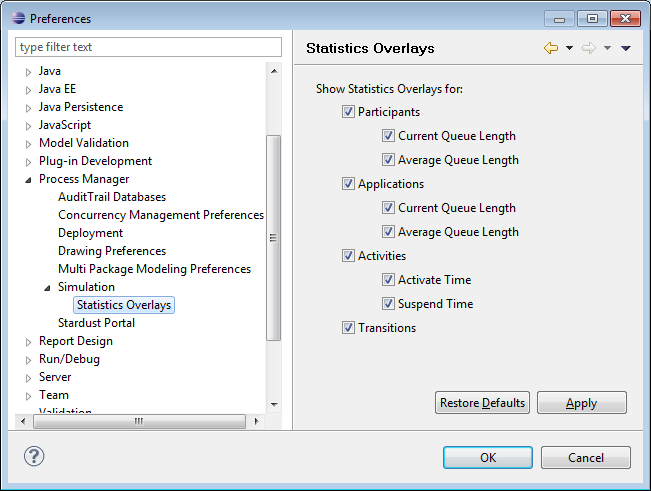 Preferences
type filter text
Java
Java EE
Java Persistence
JavaScript
Model Validation
Plug-in Development
Process Manager
AuditTrail Databases
Concurrency Management Preferences
Deployment
Drawing Preferences
Multi Package Modeling Preferences
Simulation
Statistics Overlays
Stardust Portal
Report Design
Run/Debug
Server
Team
Validation
Statistics Overlays
Show Statistics Overlays for:
Participants
Current Queue Length
Average Queue Length
Applications
Current Queue Length
Average Queue Length
Activities
Activate Time
Suspend Time
Transitions
Restore Defaults
Apply
OK
Cancel